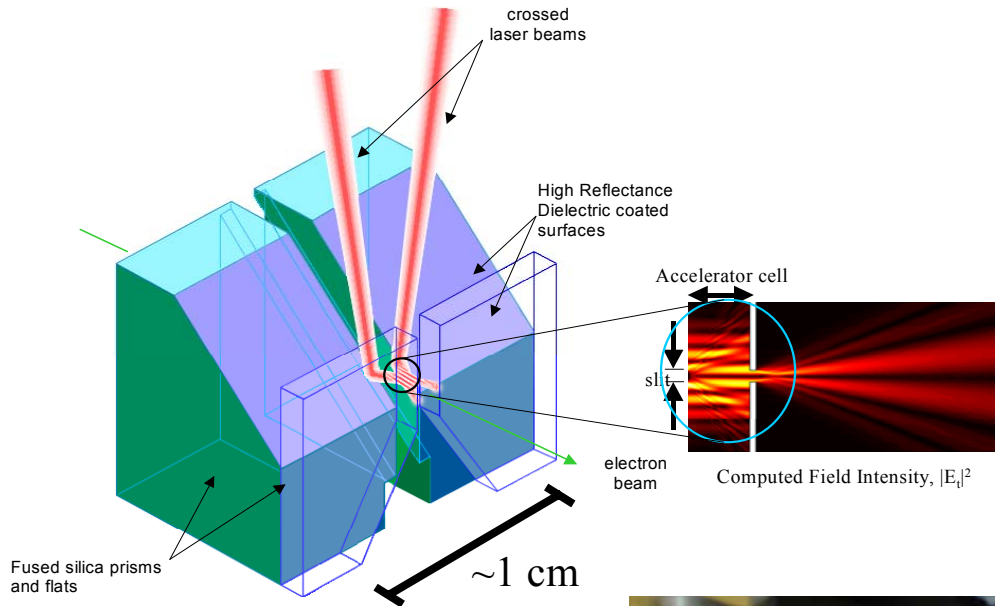 crossed
laser beams
High Reflectance
Dielectric coated
surfaces
Accelerator cell
slit
electron
beam
Computed Field Intensity, |Eₜ|²
Fused silica prisms
and flats
~1 cm